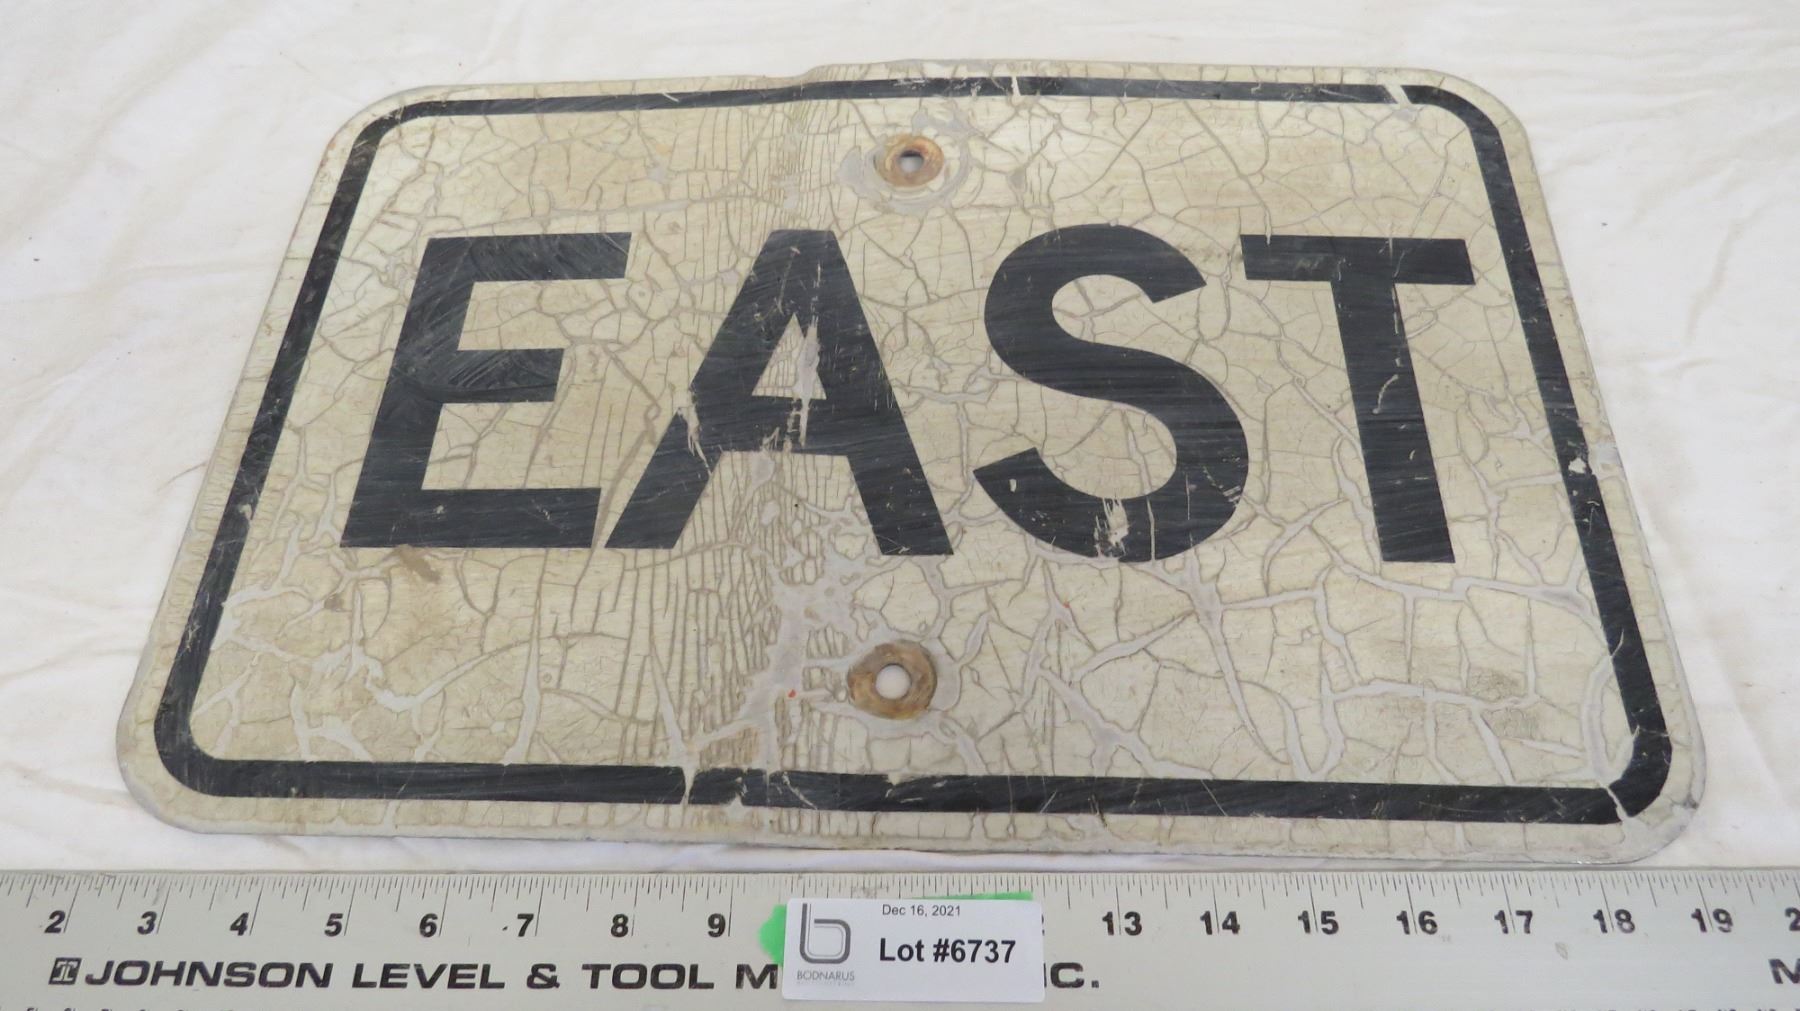 EAST
2 3 4 5 6 7 8 9 13 14 15 16 17 18 19
Dec 16, 2021
Lot #6737
BODNARUS
JOHNSON LEVEL & TOOL M